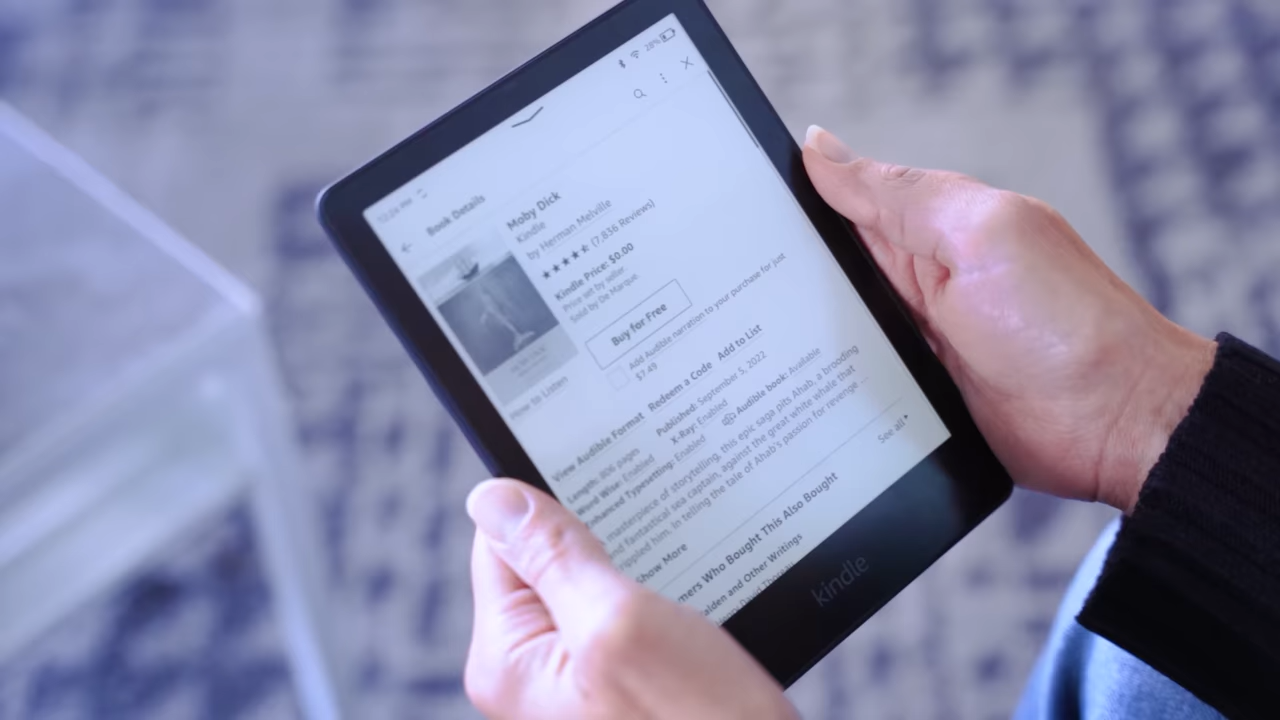 28%
Book Details
Moby Dick
Kindle
by Herman Melville
(7,836 Reviews)
Kindle Price: $0.00
Price set by seller
Sold by De Marque
Buy for Free
Add Audible narration to your purchase for just
$7.49
How to Listen
View Audible Format Redeem a Code Add to List
Length: 806 pages
Published: September 5, 2022
Word Wise: Enabled
X-Ray: Enabled
Enhanced Typesetting: Enabled
Audible book: Available
masterpiece of storytelling, this epic saga pits Ahab, a brooding
and fantastical sea captain, against the great white whale that
crippled him. In telling the tale of Ahab's passion for revenge ...
Show More
See all
mers Who Bought This Also Bought
alden and Other Writings
kindle